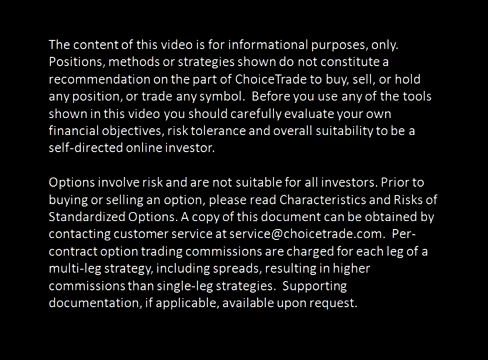 The content of this video is for informational purposes, only.
Positions, methods or strategies shown do not constitute a
recommendation on the part of ChoiceTrade to buy, sell, or hold
any position, or trade any symbol.  Before you use any of the tools
shown in this video you should carefully evaluate your own
financial objectives, risk tolerance and overall suitability to be a
self-directed online investor.
Options involve risk and are not suitable for all investors. Prior to
buying or selling an option, please read Characteristics and Risks of
Standardized Options. A copy of this document can be obtained by
contacting customer service at service@choicetrade.com.  Per-
contract option trading commissions are charged for each leg of a
multi-leg strategy, including spreads, resulting in higher
commissions than single-leg strategies.  Supporting
documentation, if applicable, available upon request.